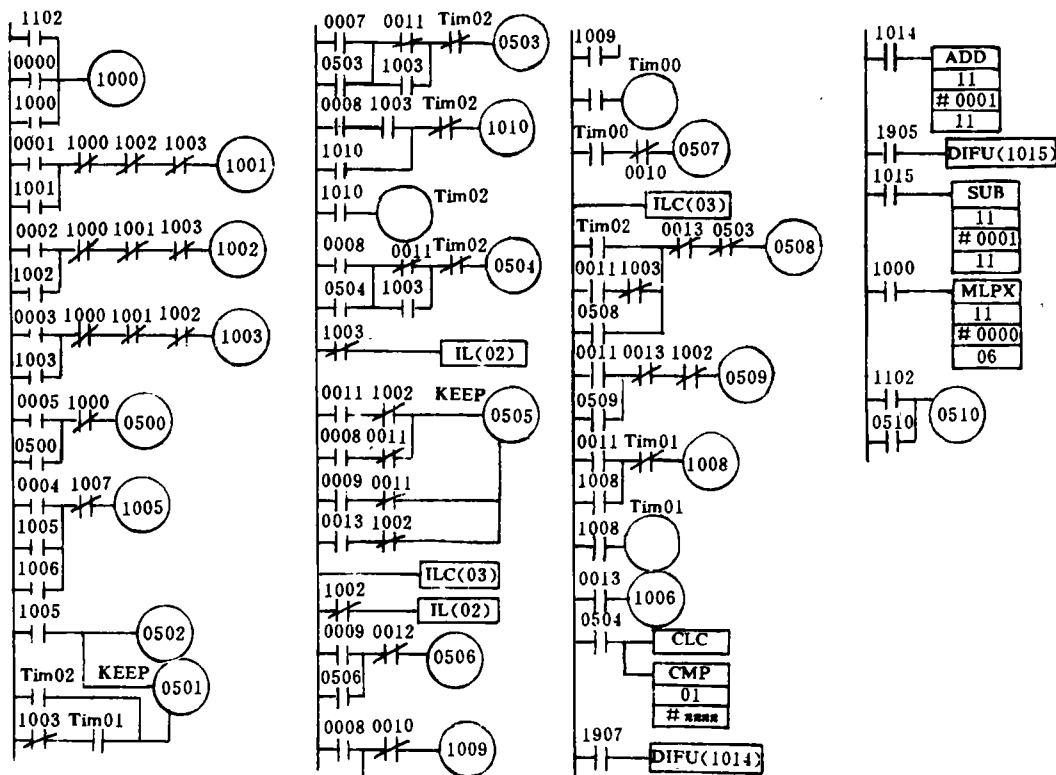 1102
0000
1000
1000
0001 1000 1002 1003
1001
1001
0002 1000 1001 1003
1002
1002
0003 1000 1001 1002
1003
1003
0005 1000
0500
0500
0004 1007
1005
1005
1006
1005
0502
KEEP
0501
Tim02
1003 Tim01
0007 0011 Tim02
0503
0503 1003
0008 1003 Tim02
1010
1010
1010 Tim02
0008 0011 Tim02
0504
0504 1003
1003
IL(02)
0011 1002 KEEP
0505
0008 0011
0009 0011
0013 1002
ILC(03)
1002
IL(02)
0009 0012
0506
0506
0008 0010
1009
1009
Tim00
Tim00
0507
0010
ILC(03)
Tim02 0013 0503
0508
0011 1003
0508
0011 0013 1002
0509
0509
0011 Tim01
1008
1008
Tim01
1008
0013
1006
0504
CLC
CMP
01
1907
DIFU(1014)
1014
ADD
11
# 0001
11
1905
DIFU(1015)
1015
SUB
11
# 0001
11
1000
MLPX
11
# 0000
06
1102
0510
0510